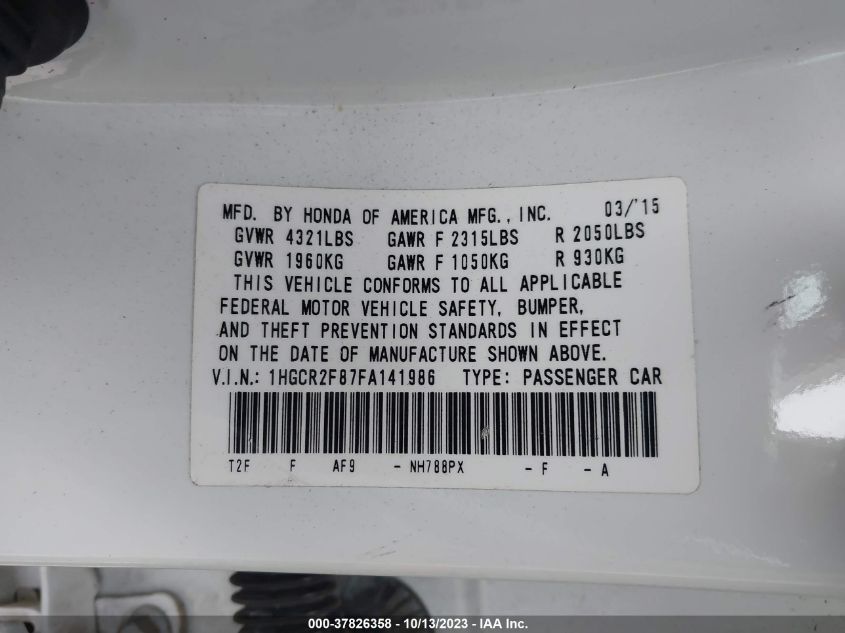 MFD. BY HONDA OF AMERICA MFG., INC. 03/'15
GVWR 4321LBS GAWR F 2315LBS R 2050LBS
GVWR 1960KG GAWR F 1050KG R 930KG
THIS VEHICLE CONFORMS TO ALL APPLICABLE
FEDERAL MOTOR VEHICLE SAFETY, BUMPER,
AND THEFT PREVENTION STANDARDS IN EFFECT
ON THE DATE OF MANUFACTURE SHOWN ABOVE.
V.I.N.: 1HGCR2F87FA141986 TYPE: PASSENGER CAR
T2F F AF9 - NH788PX - F - A
000-37826358 - 10/13/2023 - IAA Inc.